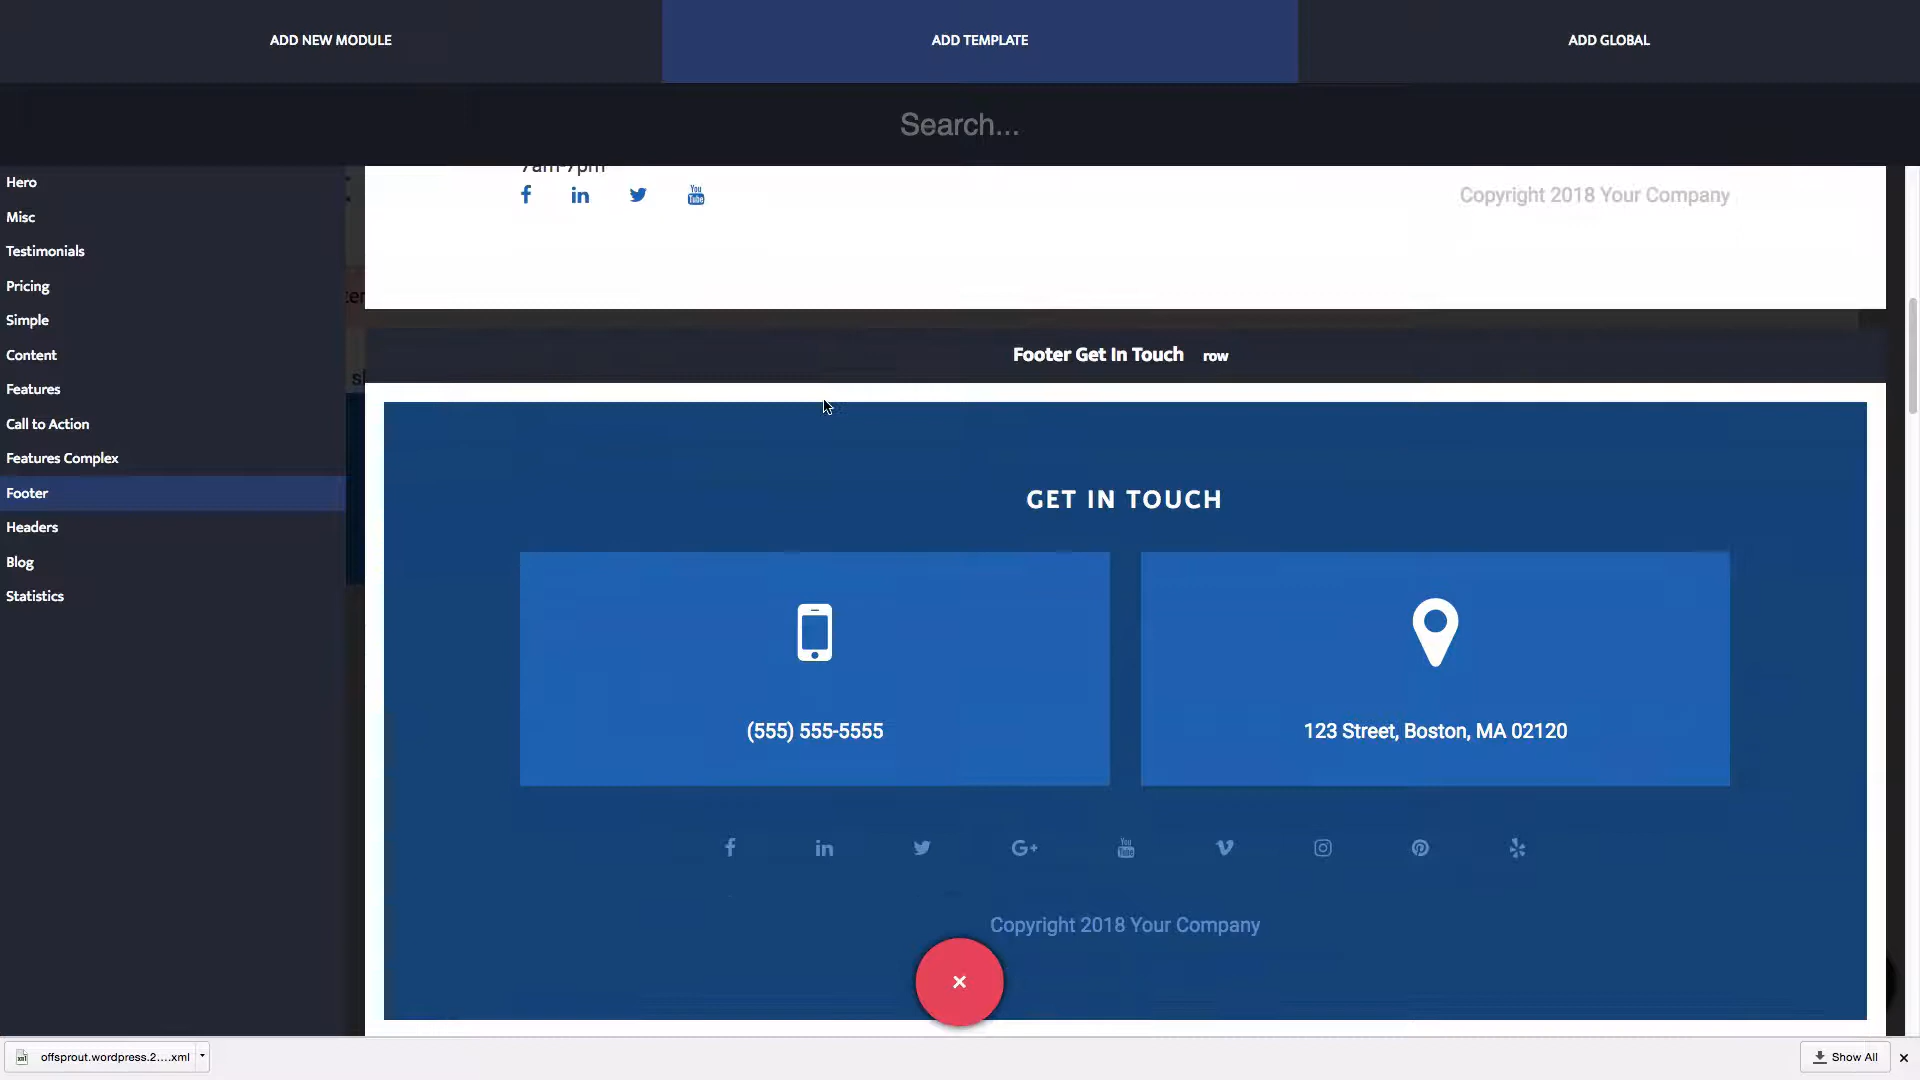 ADD NEW MODULE
ADD TEMPLATE
ADD GLOBAL
Search...
Hero
Misc
Testimonials
Pricing
Simple
Content
Features
Call to Action
Features Complex
Footer
Headers
Blog
Statistics
7am-7pm
Copyright 2018 Your Company
Footer Get In Touch row
GET IN TOUCH
(555) 555-5555
123 Street, Boston, MA 02120
Copyright 2018 Your Company
offsprout.wordpress.2....xml
Show All